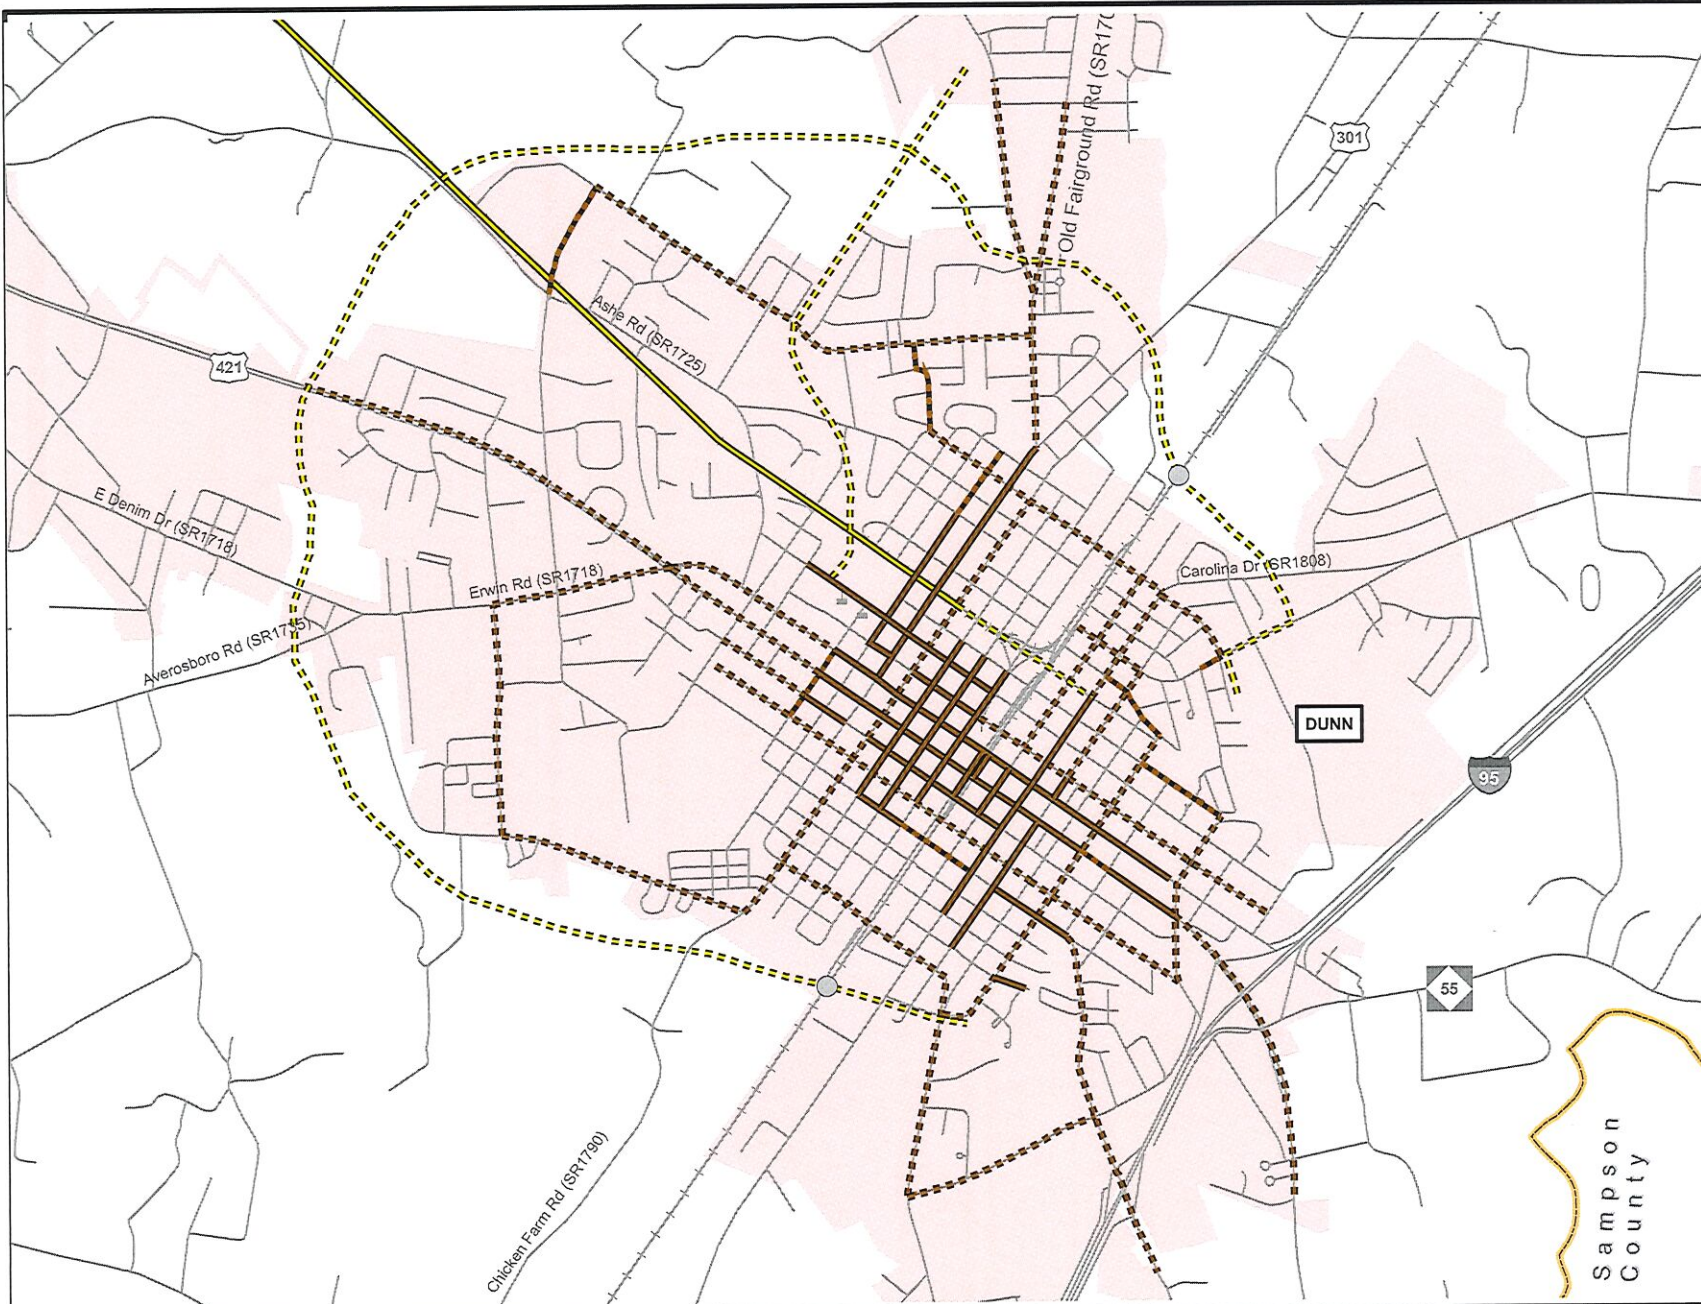 Old Fairground Rd (SR170
301
Ashe Rd (SR1725)
421
E Denim Dr (SR1718)
Erwin Rd (SR1718)
Carolina Dr (SR1808)
Averosboro Rd (SR1735)
DUNN
95
55
Chicken Farm Rd (SR1790)
Sampson
County